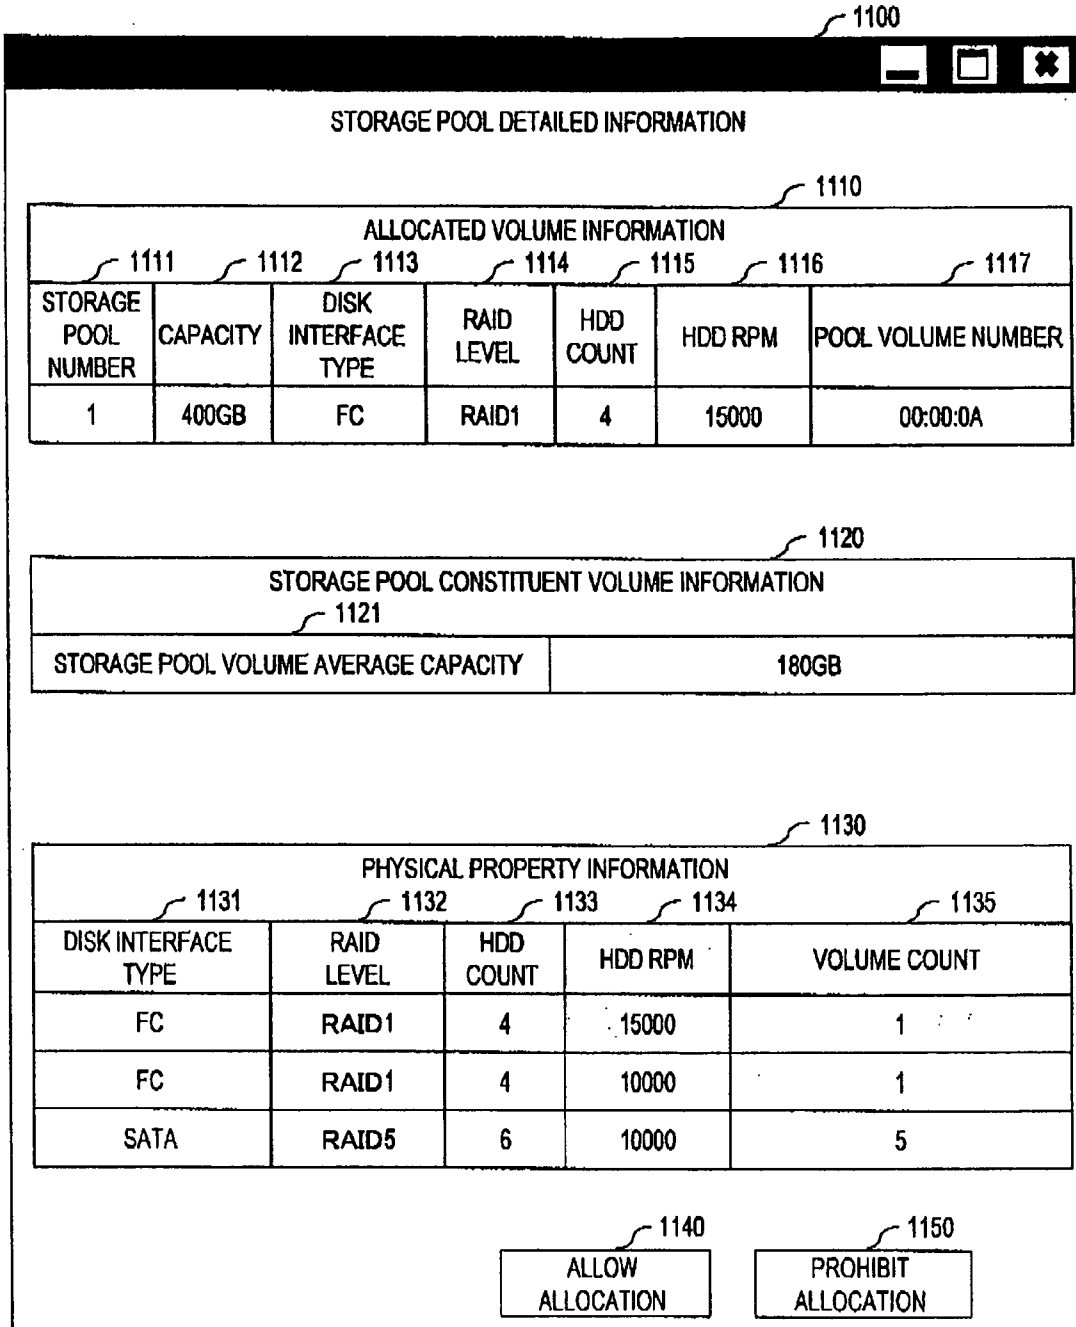 1100
STORAGE POOL DETAILED INFORMATION
1110
ALLOCATED VOLUME INFORMATION
1111 1112 1113 1114 1115 1116 1117
STORAGE POOL NUMBER CAPACITY DISK INTERFACE TYPE RAID LEVEL HDD COUNT HDD RPM POOL VOLUME NUMBER
1 400GB FC RAID1 4 15000 00:00:0A
1120
STORAGE POOL CONSTITUENT VOLUME INFORMATION
1121
STORAGE POOL VOLUME AVERAGE CAPACITY 180GB
1130
PHYSICAL PROPERTY INFORMATION
1131 1132 1133 1134 1135
DISK INTERFACE TYPE RAID LEVEL HDD COUNT HDD RPM VOLUME COUNT
FC RAID1 4 15000 1
FC RAID1 4 10000 1
SATA RAID5 6 10000 5
1140 1150
ALLOW ALLOCATION PROHIBIT ALLOCATION